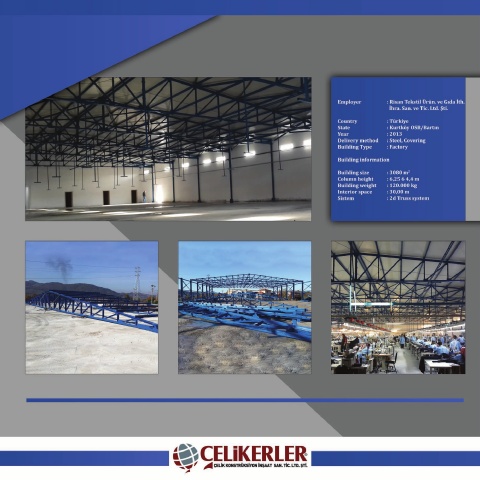 Employer : Risan Tekstil Ürün. ve Gıda İth.
İhra. San. ve Tic. Ltd. Şti.
Country : Türkiye
State : Kurtköy OSB/Bartın
Year : 2013
Delivery method : Steel, Covering
Building Type : Factory
Building information
Building size : 3080 m²
Column height : 6,25 6 4,4 m
Building weight : 120.000 kg
Interior space : 30,00 m
Sistem : 2d Truss system
ÇELİKERLER
ÇELİK KONSTRÜKSİYON İNŞAAT SAN. TİC. LTD. ŞTİ.